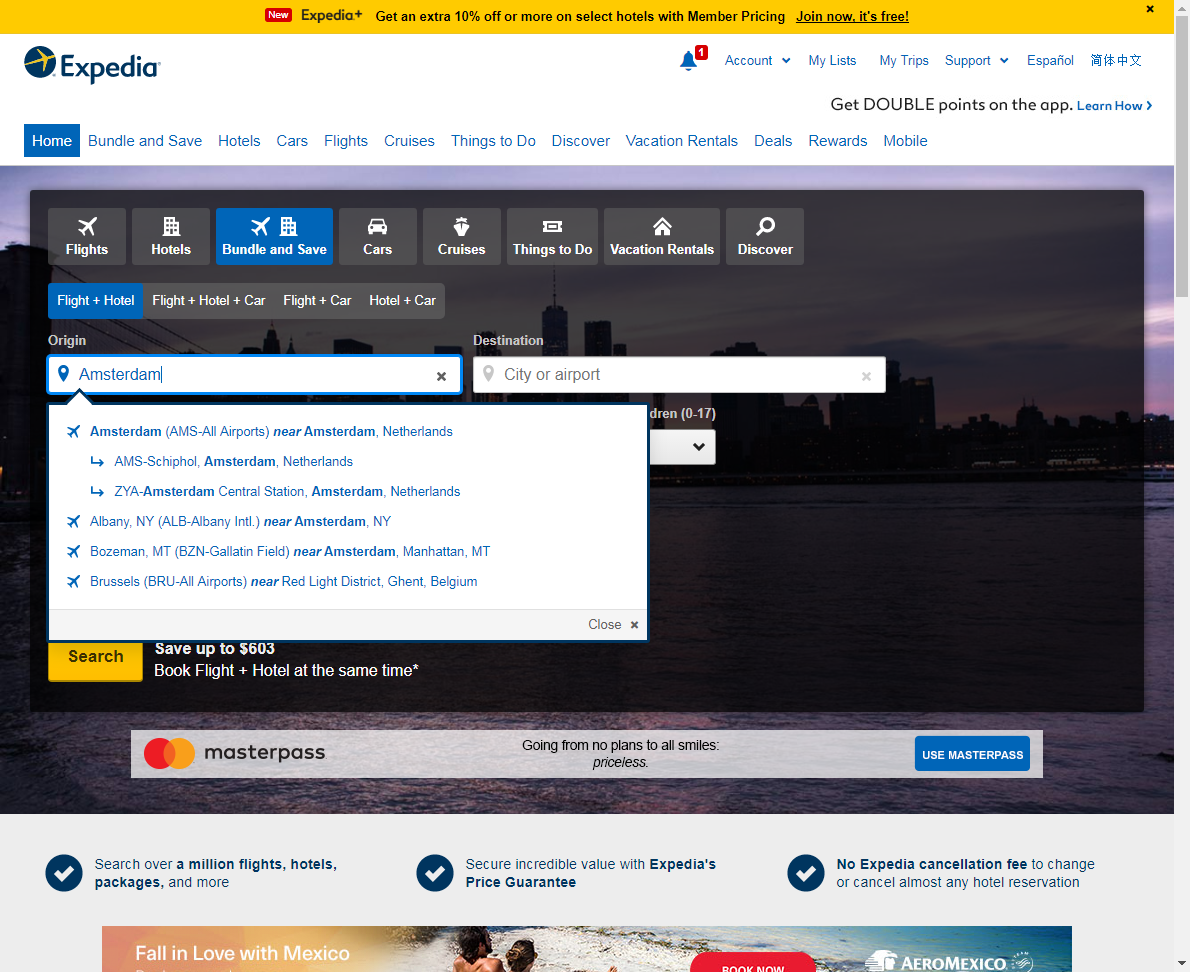 New Expedia+ Get an extra 10% off or more on select hotels with Member Pricing Join now, it's free!
Expedia
1
Account My Lists My Trips Support Español 简体中文
Get DOUBLE points on the app. Learn How
Home Bundle and Save Hotels Cars Flights Cruises Things to Do Discover Vacation Rentals Deals Rewards Mobile
Flights Hotels Bundle and Save Cars Cruises Things to Do Vacation Rentals Discover
Flight + Hotel Flight + Hotel + Car Flight + Car Hotel + Car
Origin Destination
Amsterdam City or airport
dren (0-17)
Amsterdam (AMS-All Airports) near Amsterdam, Netherlands
AMS-Schiphol, Amsterdam, Netherlands
ZYA-Amsterdam Central Station, Amsterdam, Netherlands
Albany, NY (ALB-Albany Intl.) near Amsterdam, NY
Bozeman, MT (BZN-Gallatin Field) near Amsterdam, Manhattan, MT
Brussels (BRU-All Airports) near Red Light District, Ghent, Belgium
Close
Search
Save up to $603
Book Flight + Hotel at the same time*
masterpass
Going from no plans to all smiles:
priceless.
USE MASTERPASS
Search over a million flights, hotels,
packages, and more
Secure incredible value with Expedia's
Price Guarantee
No Expedia cancellation fee to change
or cancel almost any hotel reservation
Fall in Love with Mexico
BOOK NOW
AEROMEXICO